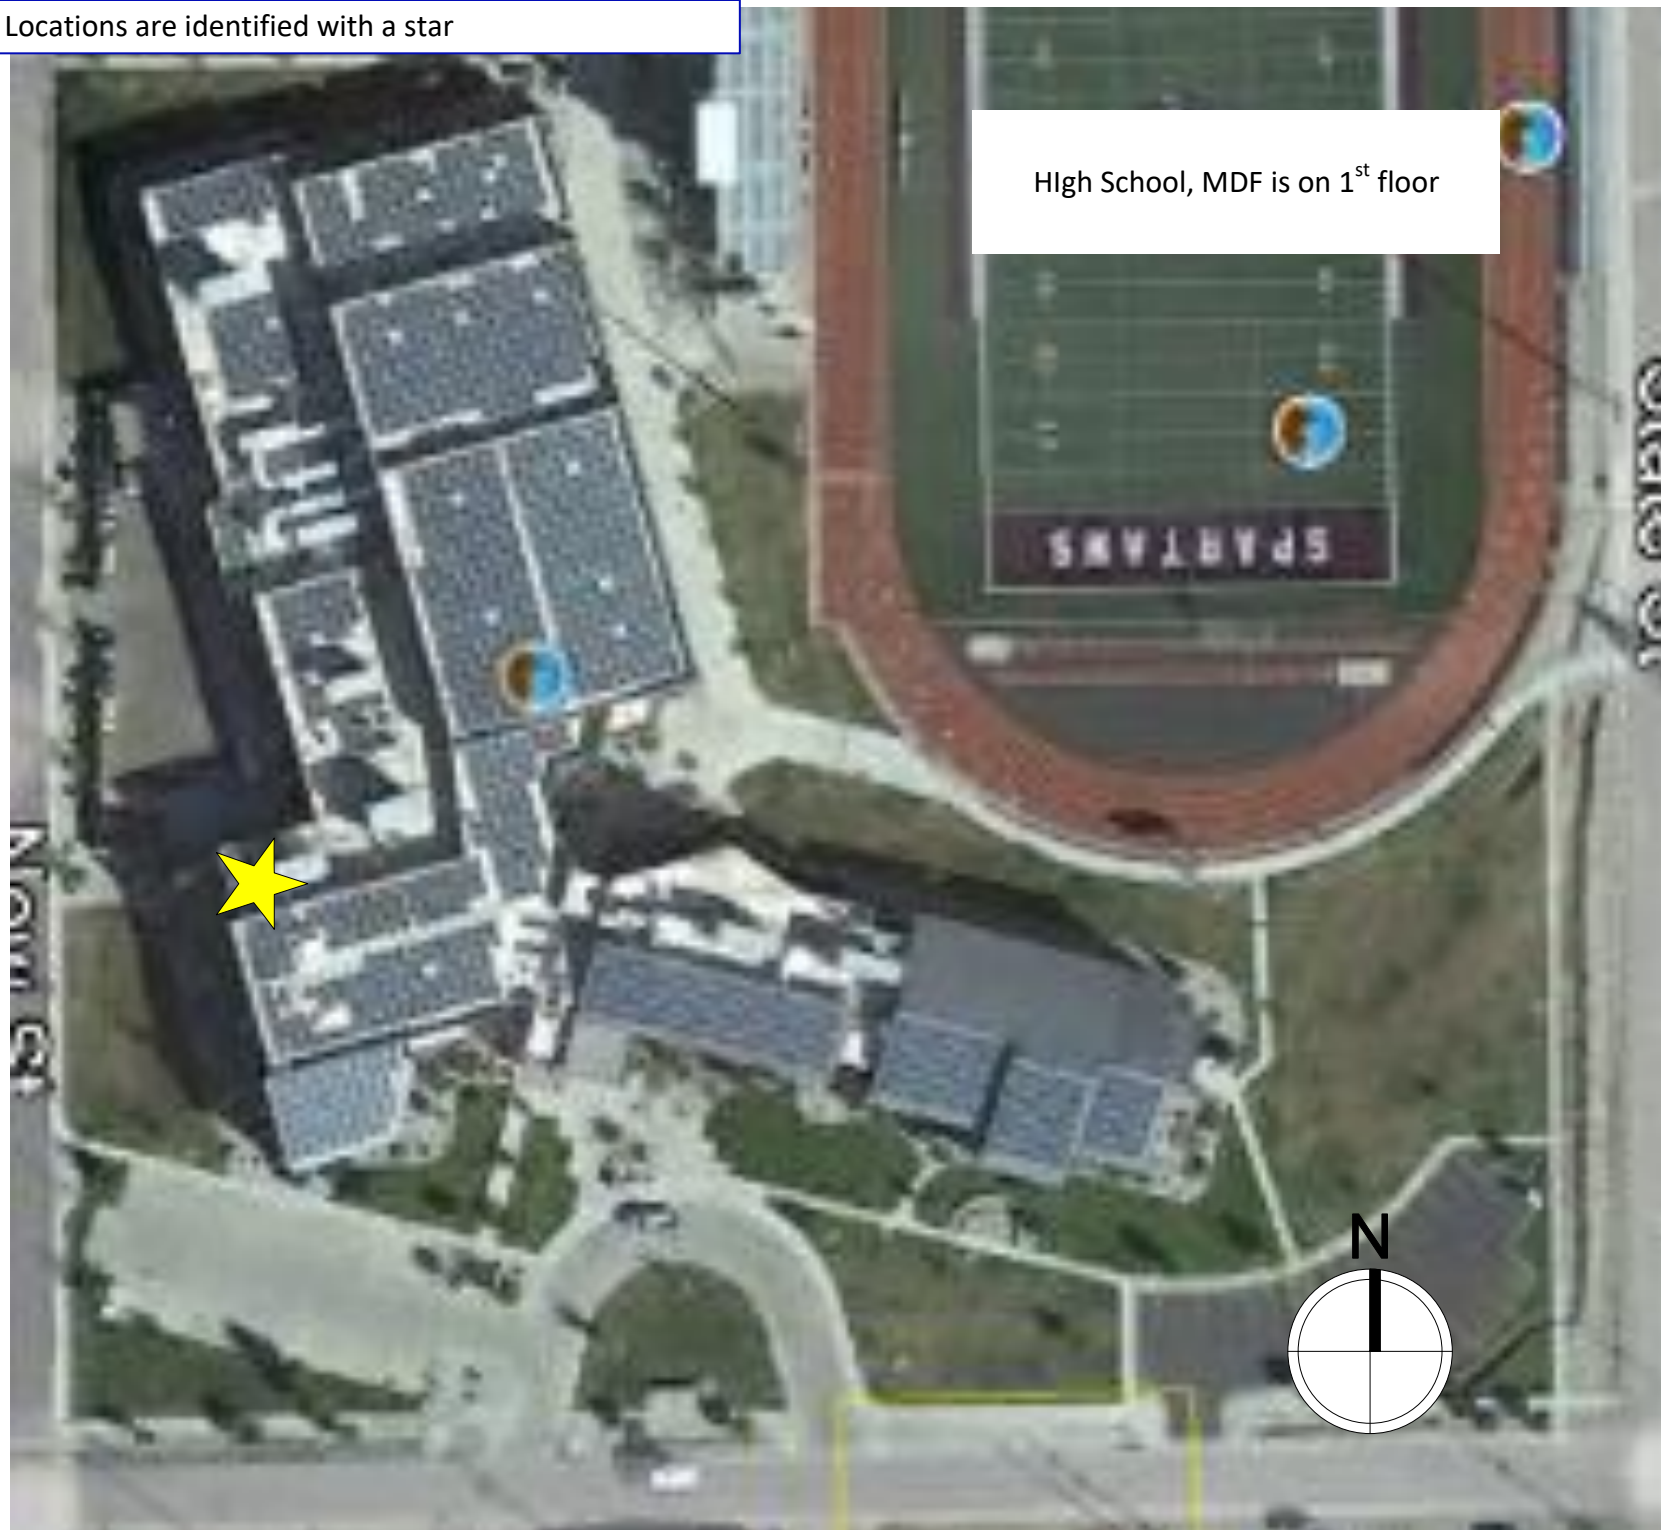 Locations are identified with a star
HIgh School, MDF is on 1st floor
SPARTANS
N